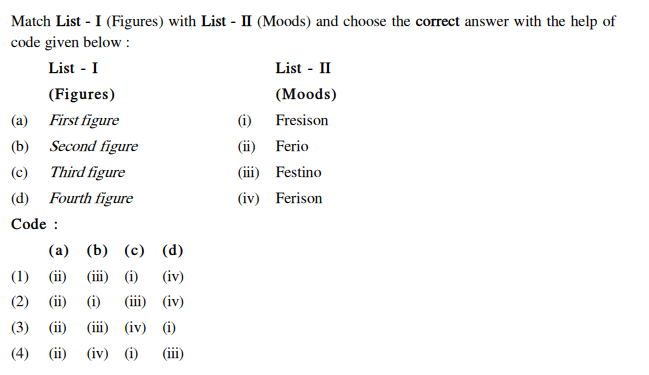 Match List - I (Figures) with List - II (Moods) and choose the correct answer with the help of
code given below :
List - I List - II
(Figures) (Moods)
(a) First figure (i) Fresison
(b) Second figure (ii) Ferio
(c) Third figure (iii) Festino
(d) Fourth figure (iv) Ferison
Code :
(a) (b) (c) (d)
(1) (ii) (iii) (i) (iv)
(2) (ii) (i) (iii) (iv)
(3) (ii) (iii) (iv) (i)
(4) (ii) (iv) (i) (iii)